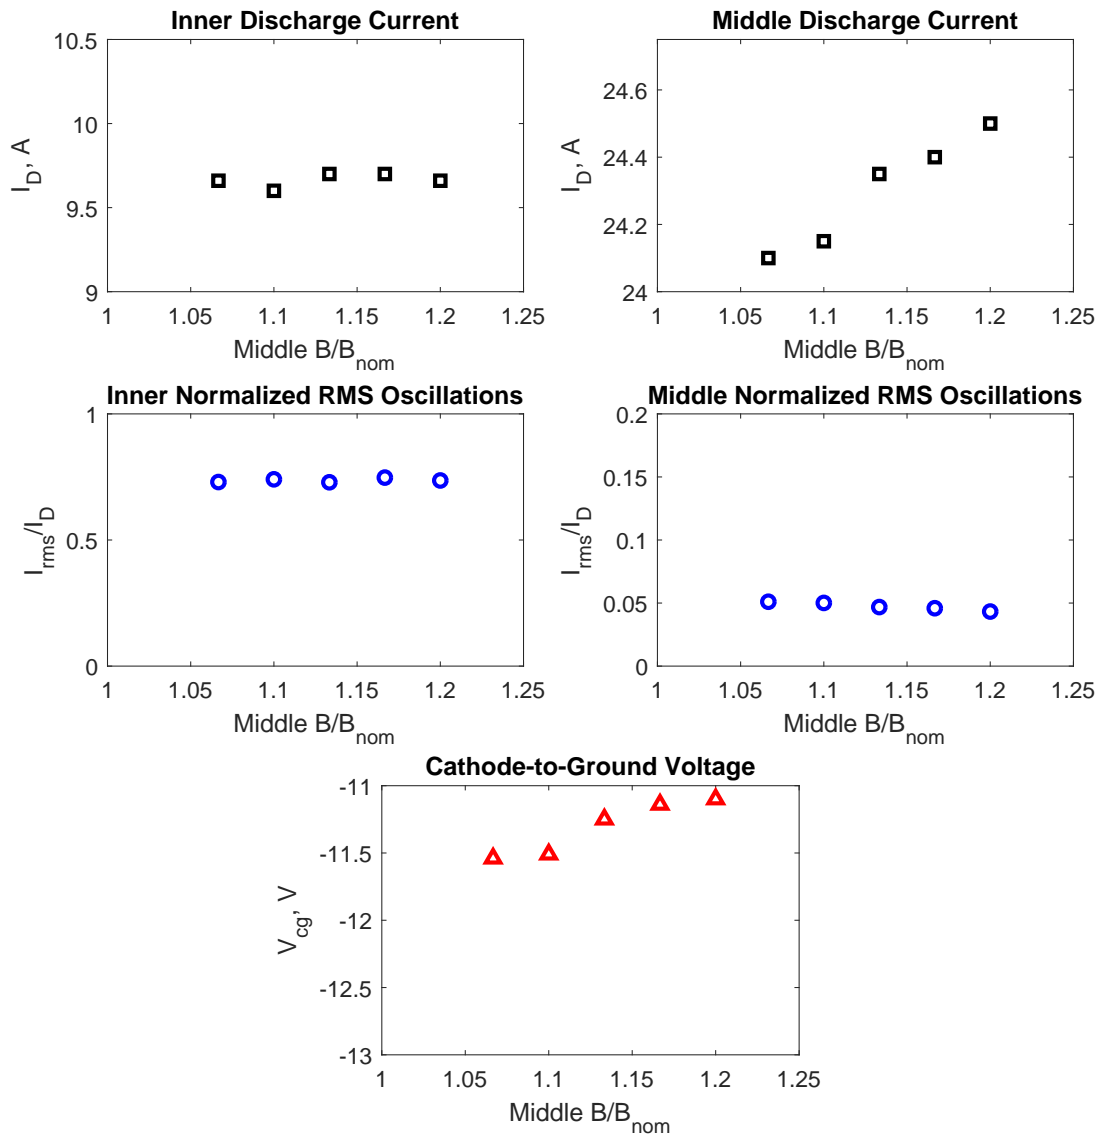 Inner Discharge Current
I_D, A
10.5
10
9.5
9
1 1.05 1.1 1.15 1.2 1.25
Middle B/B_nom
Middle Discharge Current
I_D, A
24.6
24.4
24.2
24
1 1.05 1.1 1.15 1.2 1.25
Middle B/B_nom
Inner Normalized RMS Oscillations
I_rms/I_D
1
0.5
0
1 1.05 1.1 1.15 1.2 1.25
Middle B/B_nom
Middle Normalized RMS Oscillations
I_rms/I_D
0.2
0.15
0.1
0.05
0
1 1.05 1.1 1.15 1.2 1.25
Middle B/B_nom
Cathode-to-Ground Voltage
V_cg, V
-11
-11.5
-12
-12.5
-13
1 1.05 1.1 1.15 1.2 1.25
Middle B/B_nom